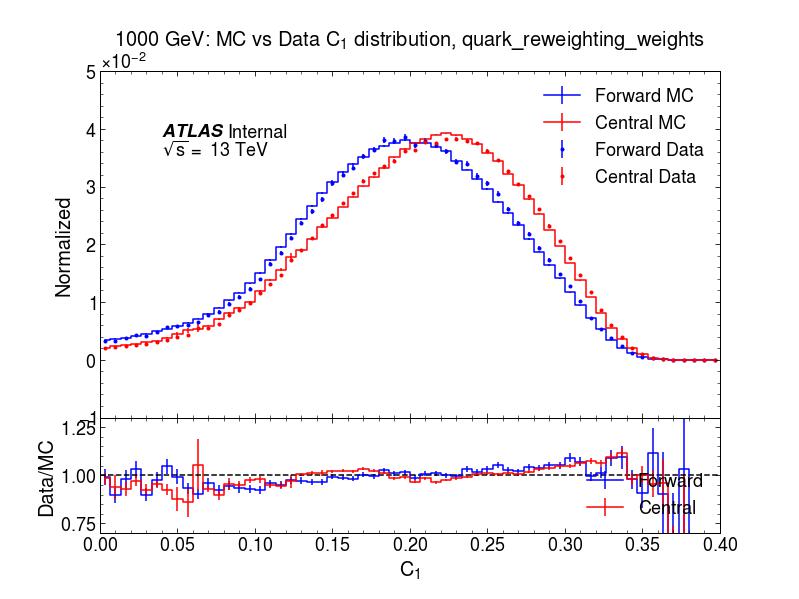 1000 GeV: MC vs Data C₁ distribution, quark_reweighting_weights
×10⁻²
5
4
3
2
1
0
−1
Normalized
ATLAS Internal
√s = 13 TeV
Forward MC
Central MC
Forward Data
Central Data
1.25
1.00
0.75
Data/MC
Forward
Central
0.00 0.05 0.10 0.15 0.20 0.25 0.30 0.35 0.40
C₁